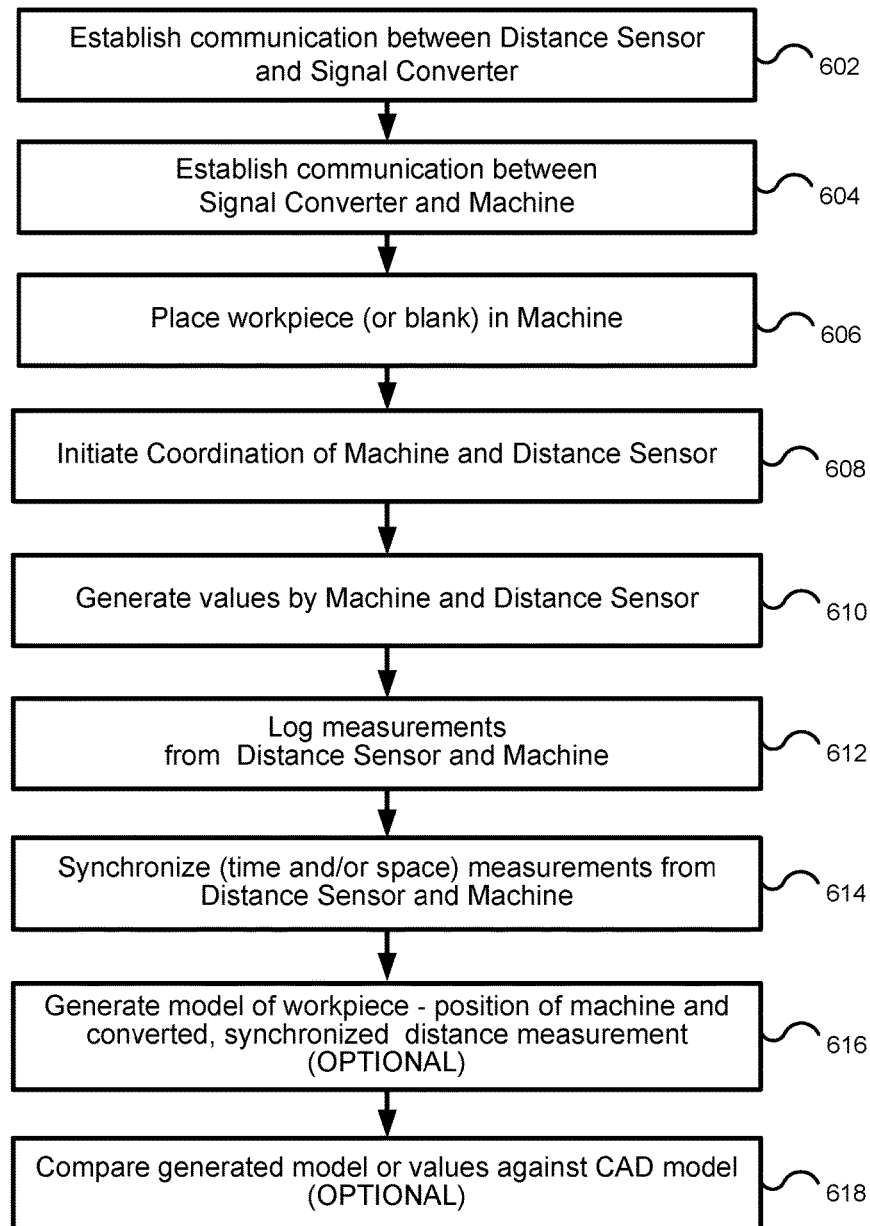 Establish communication between Distance Sensor
and Signal Converter
602
Establish communication between
Signal Converter and Machine
604
Place workpiece (or blank) in Machine
606
Initiate Coordination of Machine and Distance Sensor
608
Generate values by Machine and Distance Sensor
610
Log measurements
from Distance Sensor and Machine
612
Synchronize (time and/or space) measurements from
Distance Sensor and Machine
614
Generate model of workpiece - position of machine and
converted, synchronized distance measurement
(OPTIONAL)
616
Compare generated model or values against CAD model
(OPTIONAL)
618